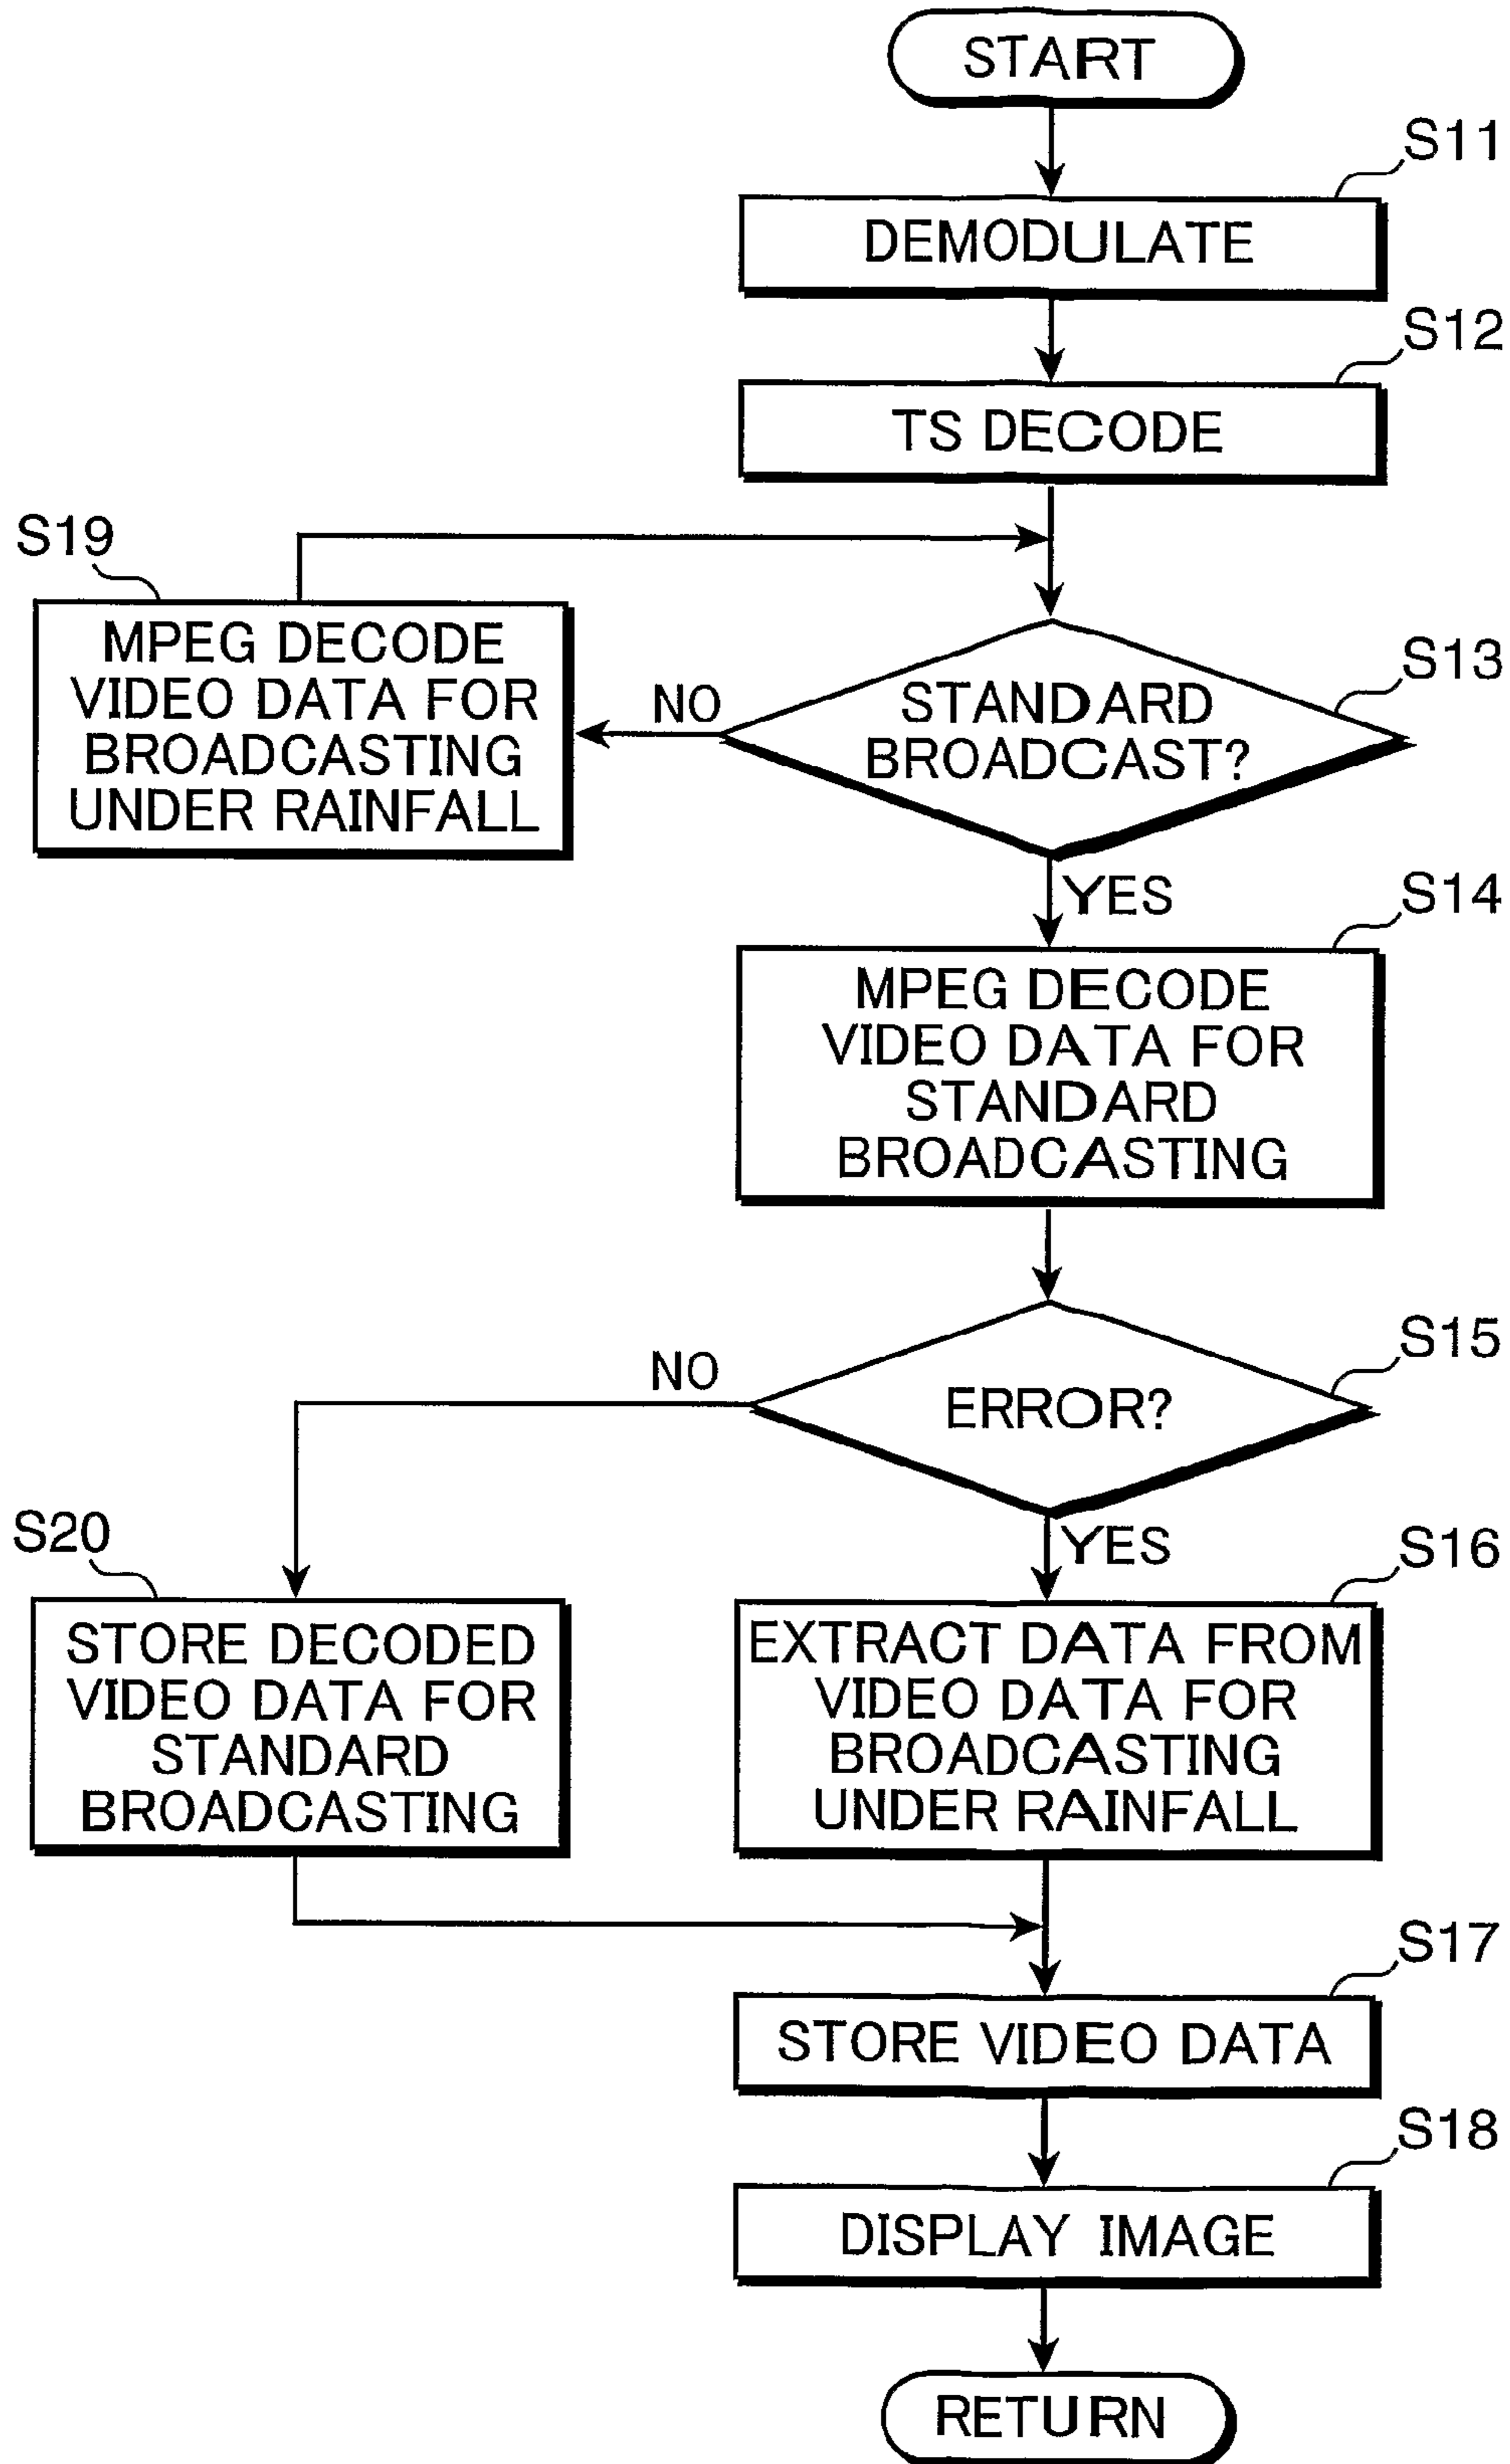 START
S11
DEMODULATE
S12
TS DECODE
S19
MPEG DECODE
VIDEO DATA FOR
BROADCASTING
UNDER RAINFALL
NO
S13
STANDARD
BROADCAST?
YES
S14
MPEG DECODE
VIDEO DATA FOR
STANDARD
BROADCASTING
S15
NO
ERROR?
YES
S20
STORE DECODED
VIDEO DATA FOR
STANDARD
BROADCASTING
S16
EXTRACT DATA FROM
VIDEO DATA FOR
BROADCASTING
UNDER RAINFALL
S17
STORE VIDEO DATA
S18
DISPLAY IMAGE
RETURN